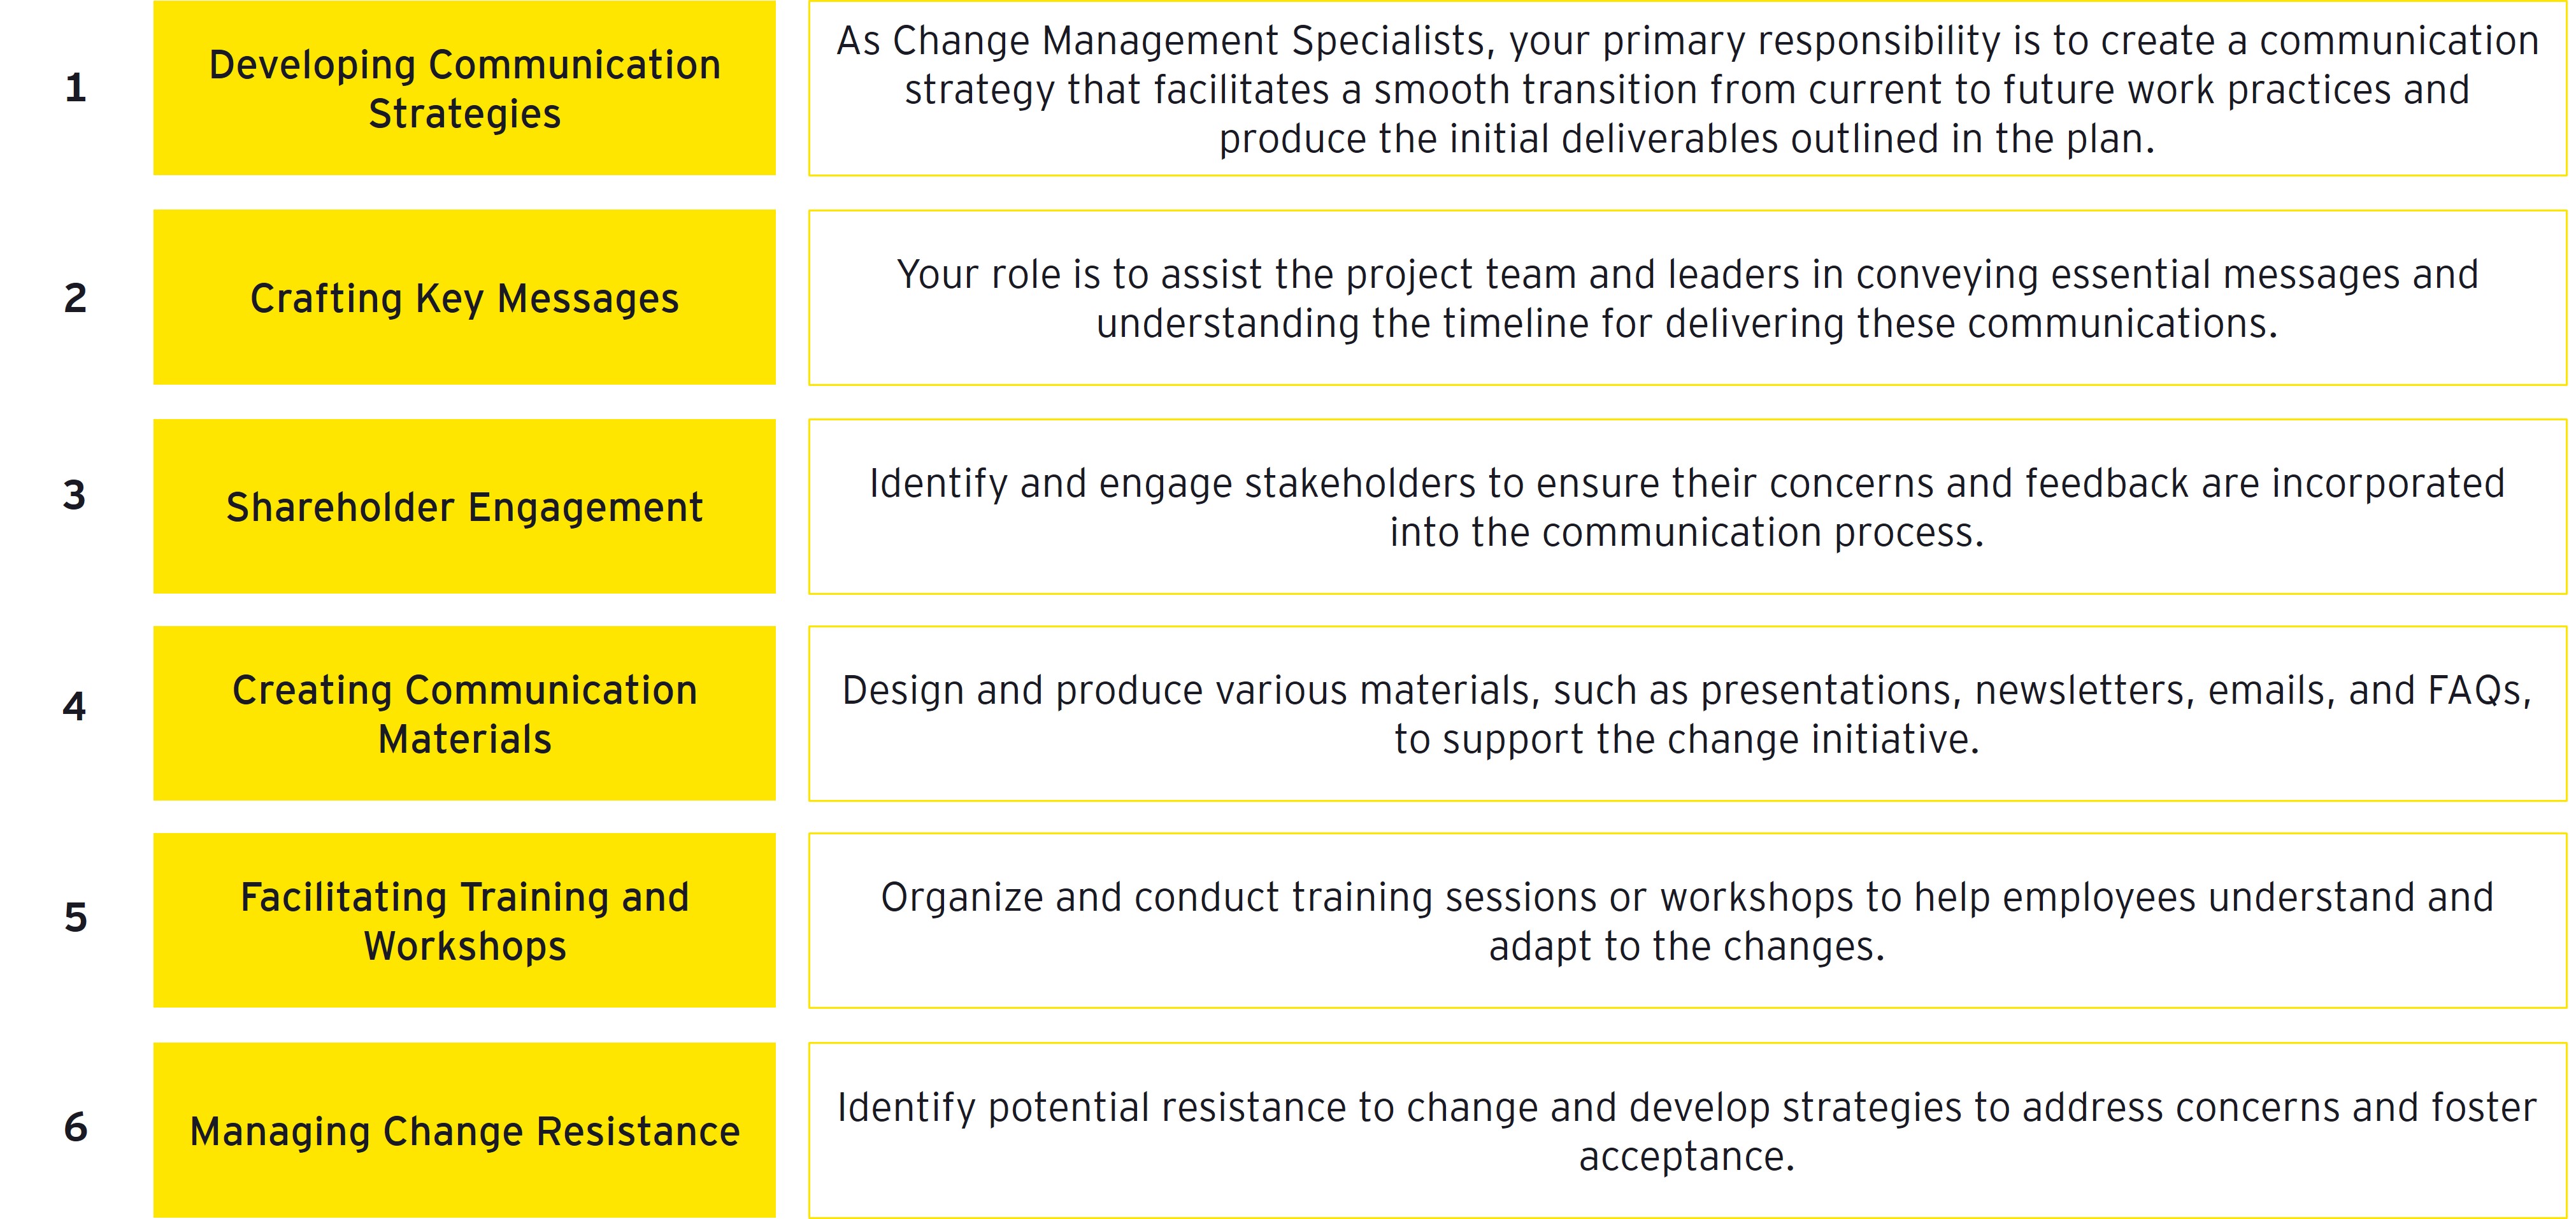 1
Developing Communication
Strategies
As Change Management Specialists, your primary responsibility is to create a communication
strategy that facilitates a smooth transition from current to future work practices and
produce the initial deliverables outlined in the plan.
2
Crafting Key Messages
Your role is to assist the project team and leaders in conveying essential messages and
understanding the timeline for delivering these communications.
3
Shareholder Engagement
Identify and engage stakeholders to ensure their concerns and feedback are incorporated
into the communication process.
4
Creating Communication
Materials
Design and produce various materials, such as presentations, newsletters, emails, and FAQs,
to support the change initiative.
5
Facilitating Training and
Workshops
Organize and conduct training sessions or workshops to help employees understand and
adapt to the changes.
6
Managing Change Resistance
Identify potential resistance to change and develop strategies to address concerns and foster
acceptance.